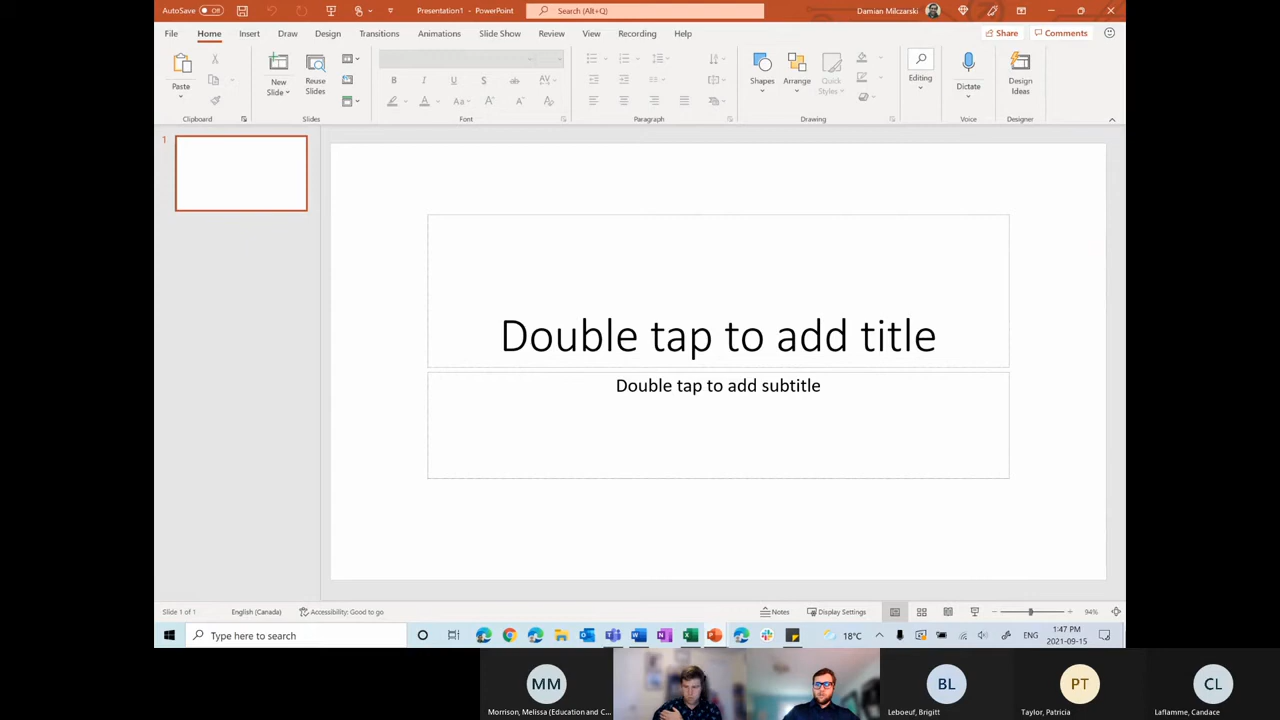 AutoSave Off
Presentation1 - PowerPoint
Search (Alt+Q)
Damian Milczarski
File Home Insert Draw Design Transitions Animations Slide Show Review View Recording Help
Share Comments
Paste
New Slide
Reuse Slides
B I U S ab AV
A Aa A A A
Shapes
Arrange
Quick Styles
Editing
Dictate
Design Ideas
Clipboard Slides Font Paragraph Drawing Voice Designer
1
Double tap to add title
Double tap to add subtitle
Slide 1 of 1 English (Canada) Accessibility: Good to go Notes Display Settings 94%
Type here to search
18°C
ENG
1:47 PM
2021-09-15
MM
BL
PT
CL
Morrison, Melissa (Education and C...
Leboeuf, Brigitt
Taylor, Patricia
Laflamme, Candace